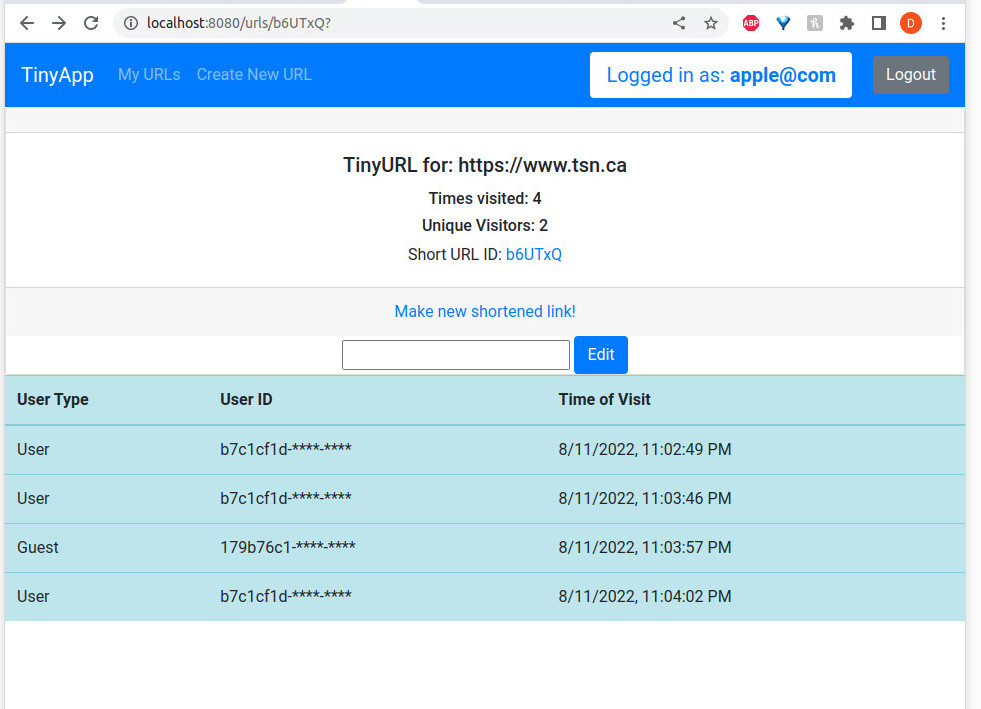 localhost:8080/urls/b6UTxQ?
ABP
D
TinyApp My URLs Create New URL Logged in as: apple@com Logout
TinyURL for: https://www.tsn.ca
Times visited: 4
Unique Visitors: 2
Short URL ID: b6UTxQ
Make new shortened link!
Edit
User Type User ID Time of Visit
User b7c1cf1d-****-**** 8/11/2022, 11:02:49 PM
User b7c1cf1d-****-**** 8/11/2022, 11:03:46 PM
Guest 179b76c1-****-**** 8/11/2022, 11:03:57 PM
User b7c1cf1d-****-**** 8/11/2022, 11:04:02 PM